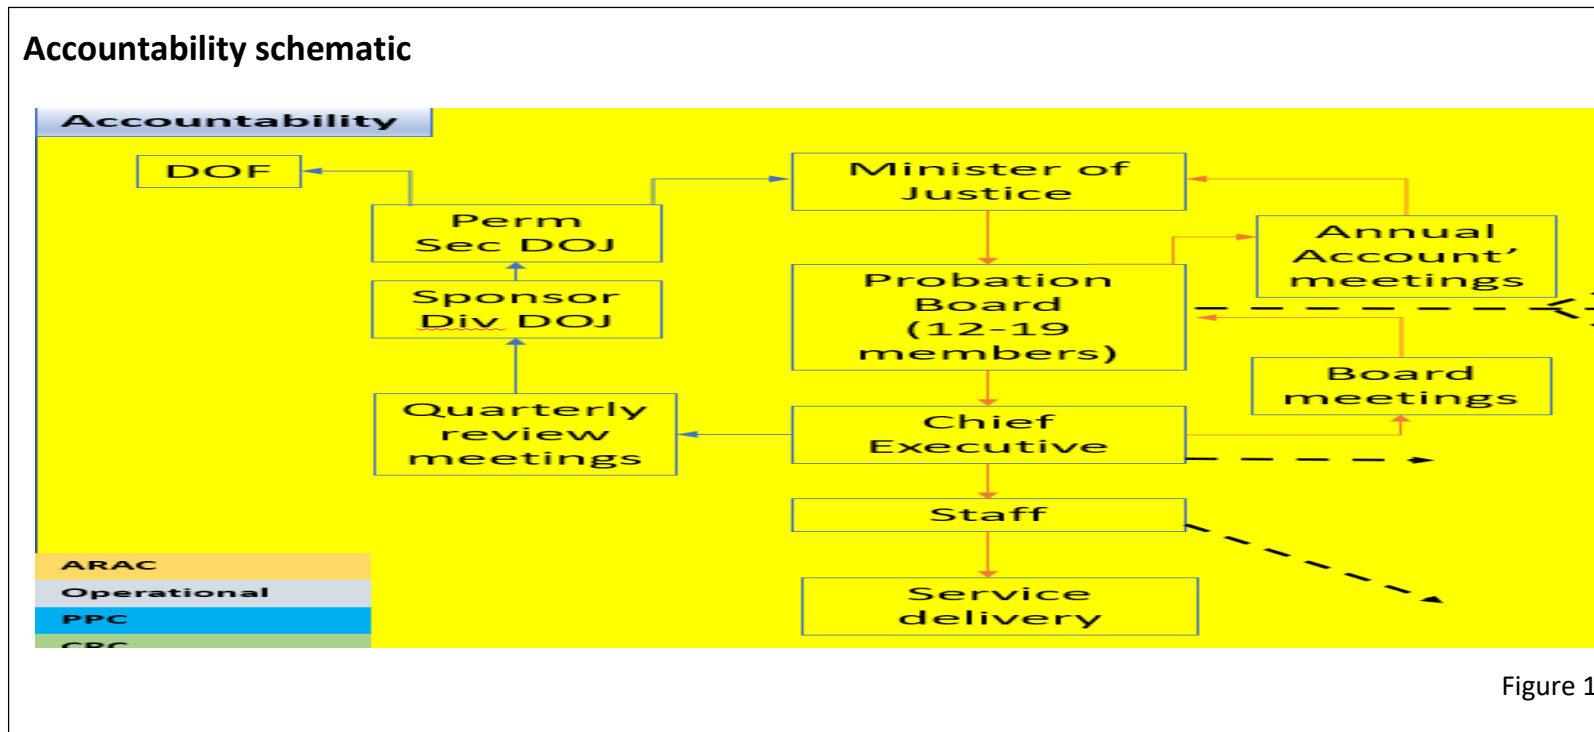 Accountability schematic
Accountability
DOF
Perm
Sec DOJ
Sponsor
Div DOJ
Quarterly
review
meetings
Minister of
Justice
Probation
Board
(12-19
members)
Chief
Executive
Staff
Service
delivery
Annual
Account’
meetings
Board
meetings
ARAC
Operational
PPC
Figure 1